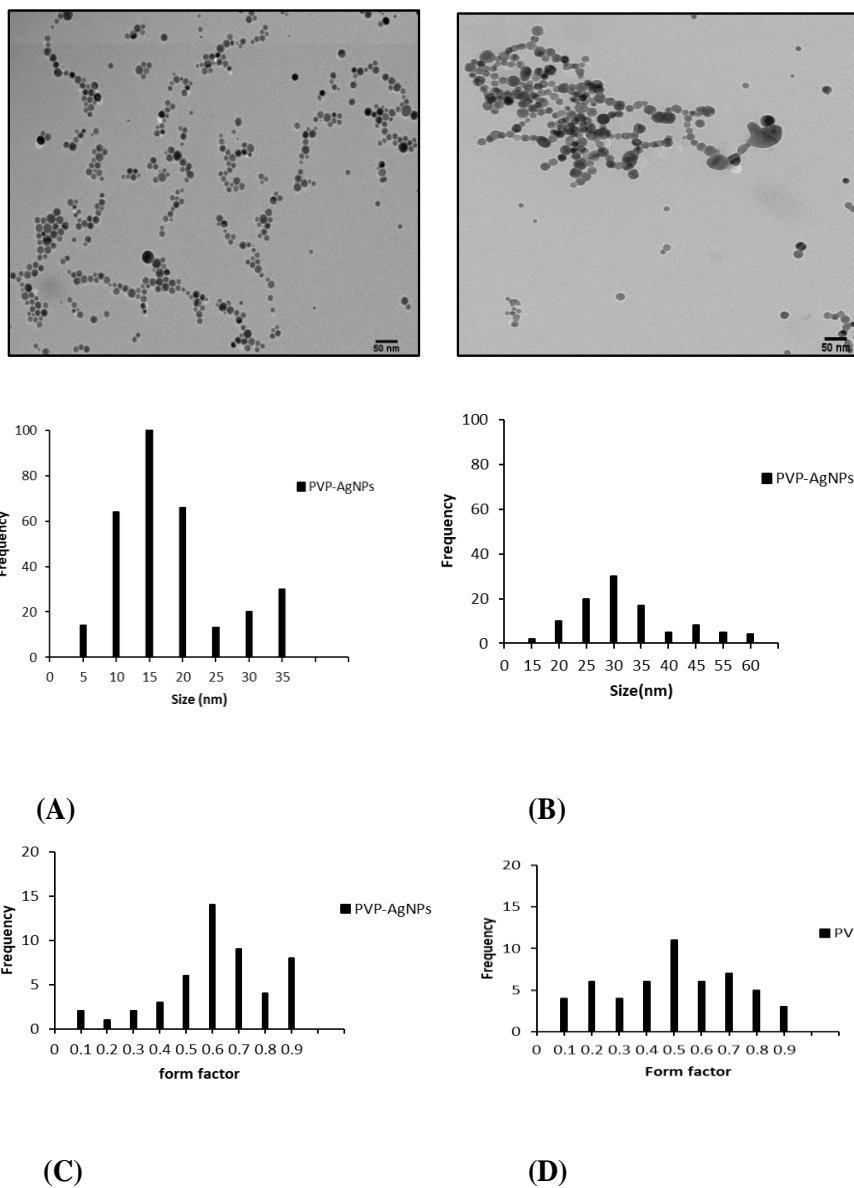 50 nm
50 nm
100
80
60
40
20
0
Frequency
PVP-AgNPs
0 5 10 15 20 25 30 35
Size (nm)
100
80
60
40
20
0
Frequency
PVP-AgNPs
0 15 20 25 30 35 40 45 55 60
Size(nm)
(A)
(B)
20
15
10
5
0
Frequency
PVP-AgNPs
0 0.1 0.2 0.3 0.4 0.5 0.6 0.7 0.8 0.9
form factor
20
15
10
5
0
Frequency
PV
0 0.1 0.2 0.3 0.4 0.5 0.6 0.7 0.8 0.9
Form factor
(C)
(D)